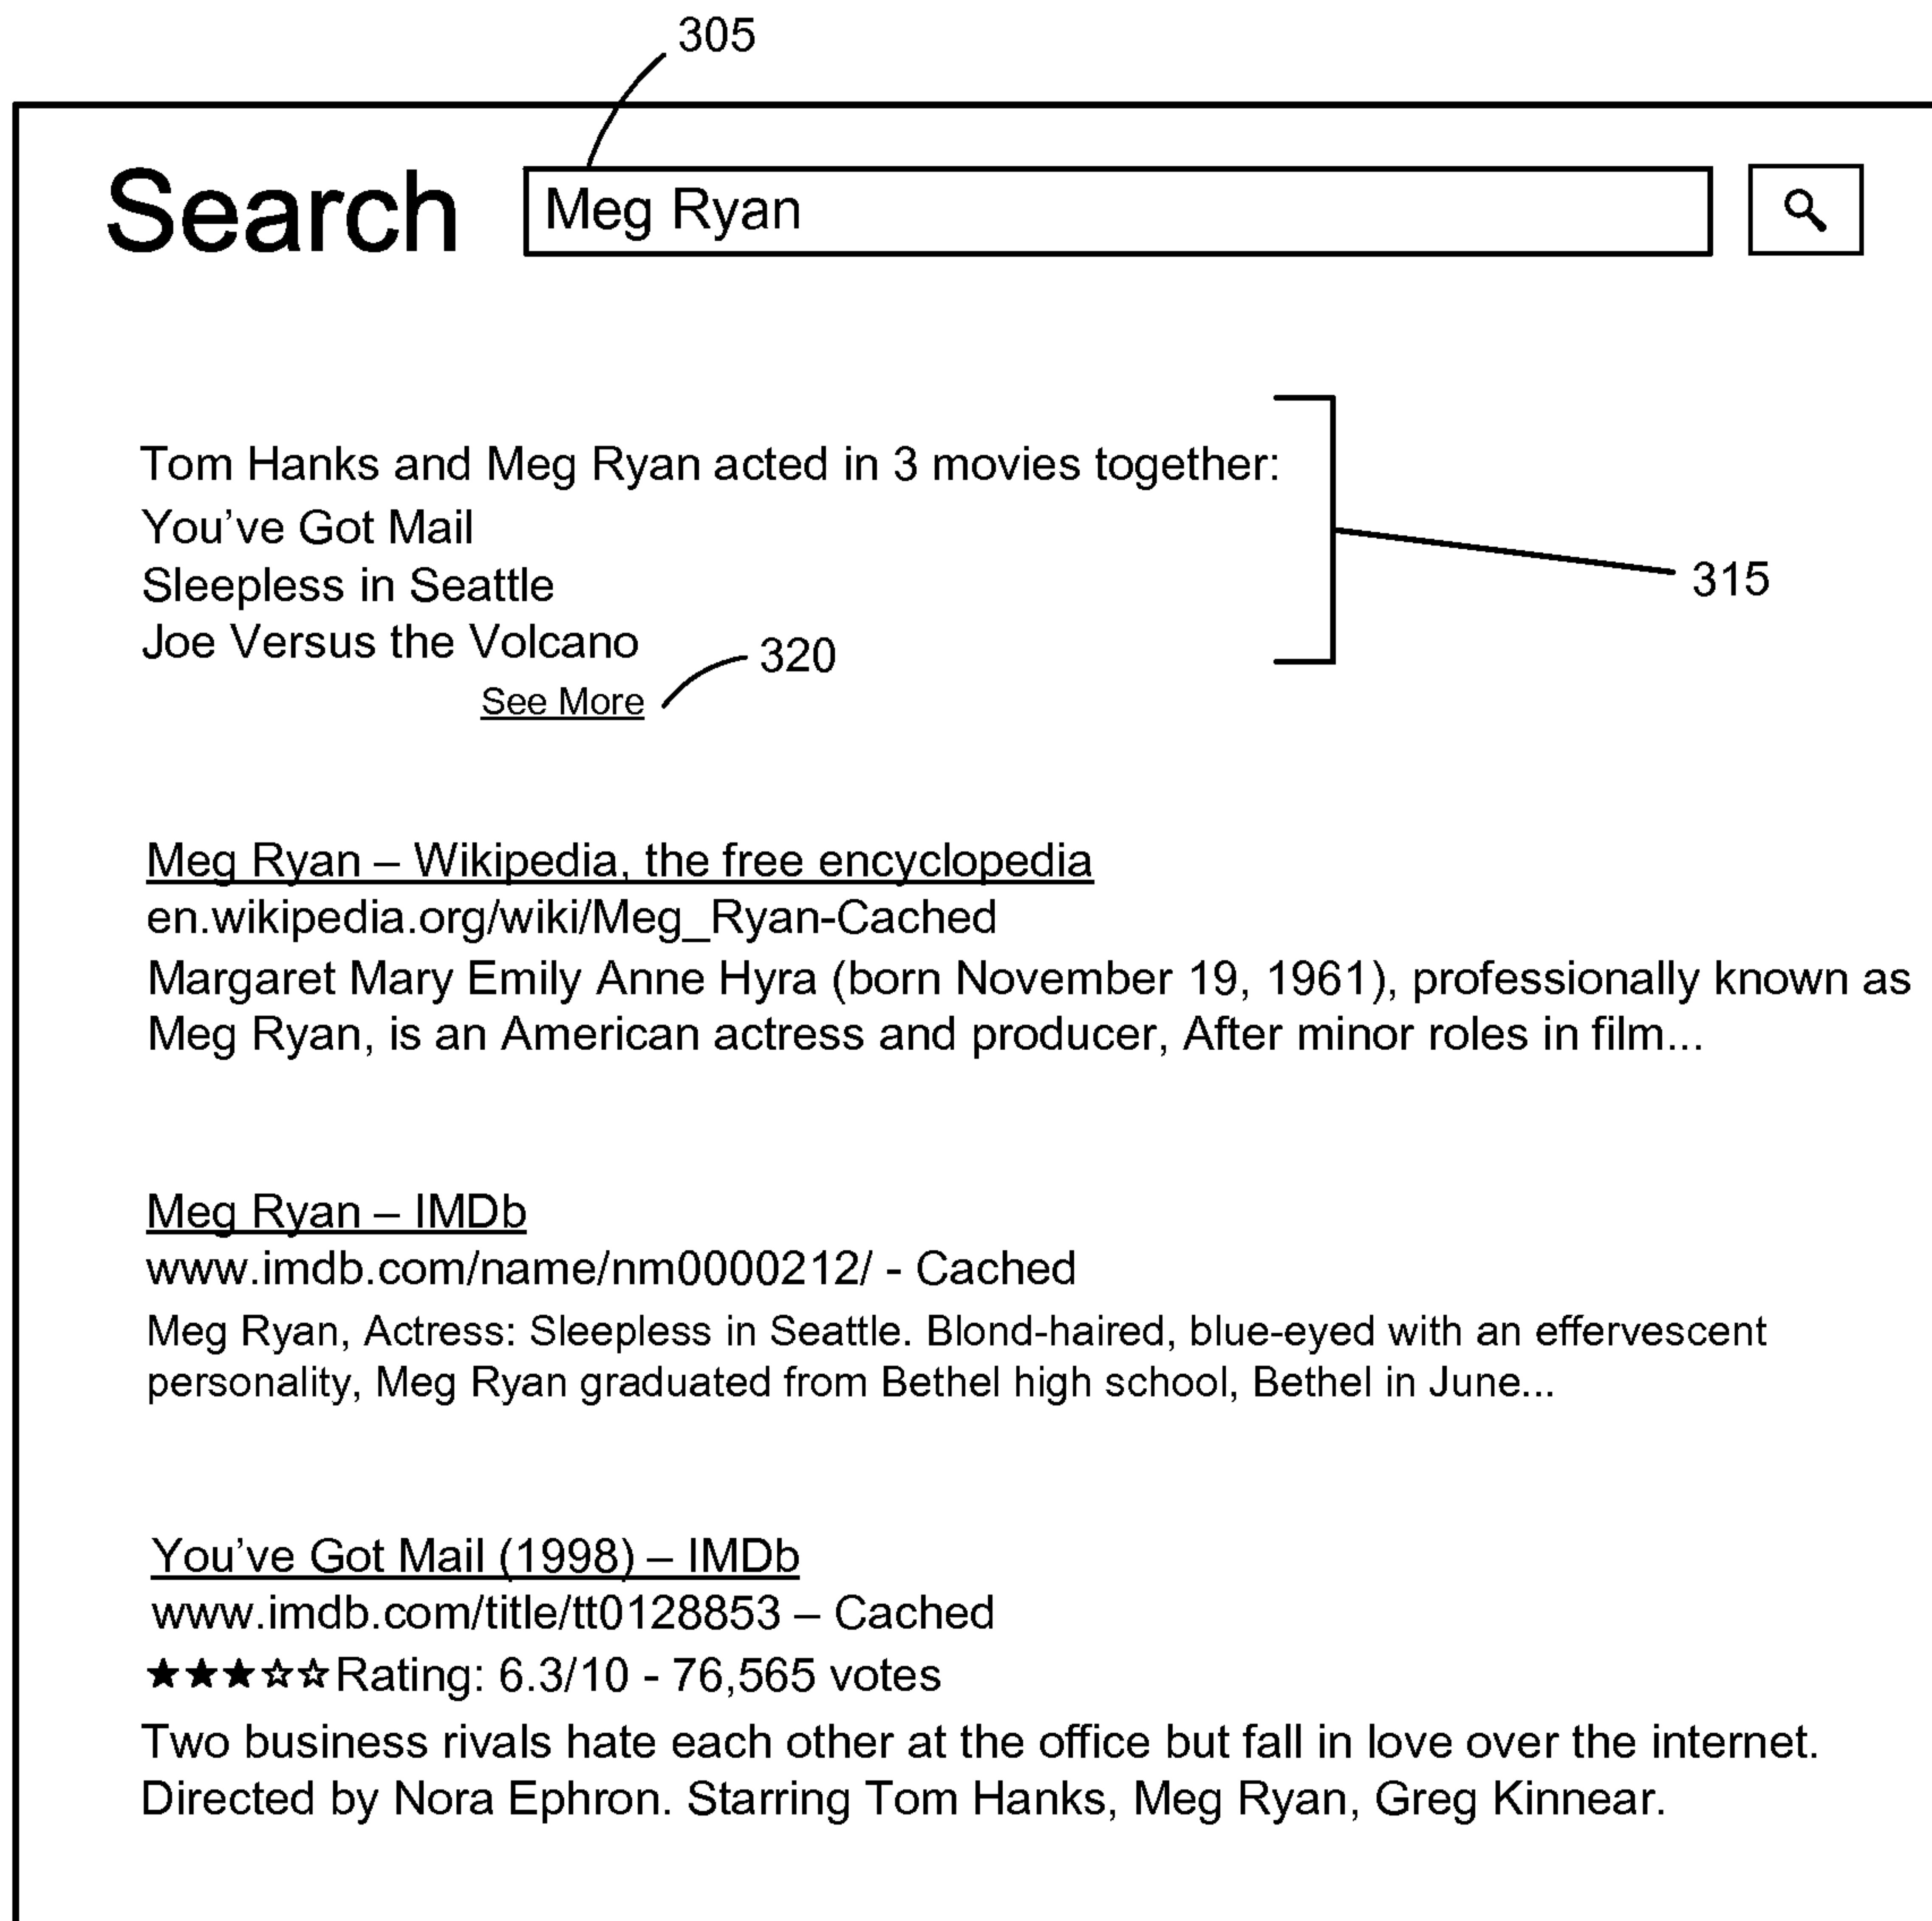 305
Search Meg Ryan
Tom Hanks and Meg Ryan acted in 3 movies together:
You've Got Mail
Sleepless in Seattle
315
Joe Versus the Volcano
320
See More
Meg Ryan – Wikipedia, the free encyclopedia
en.wikipedia.org/wiki/Meg_Ryan-Cached
Margaret Mary Emily Anne Hyra (born November 19, 1961), professionally known as
Meg Ryan, is an American actress and producer, After minor roles in film...
Meg Ryan – IMDb
www.imdb.com/name/nm0000212/ - Cached
Meg Ryan, Actress: Sleepless in Seattle. Blond-haired, blue-eyed with an effervescent
personality, Meg Ryan graduated from Bethel high school, Bethel in June...
You've Got Mail (1998) – IMDb
www.imdb.com/title/tt0128853 – Cached
★★★☆☆Rating: 6.3/10 - 76,565 votes
Two business rivals hate each other at the office but fall in love over the internet.
Directed by Nora Ephron. Starring Tom Hanks, Meg Ryan, Greg Kinnear.